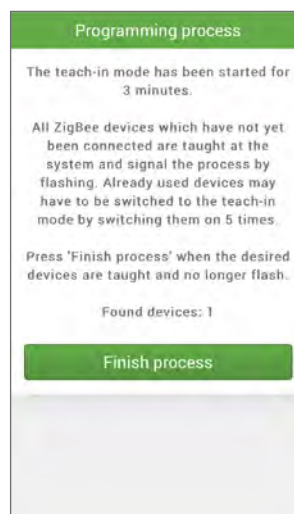 Programming process
The teach-in mode has been started for
3 minutes.
All ZigBee devices which have not yet
been connected are taught at the
system and signal the process by
flashing. Already used devices may
have to be switched to the teach-in
mode by switching them on 5 times.
Press 'Finish process' when the desired
devices are taught and no longer flash.
Found devices: 1
Finish process